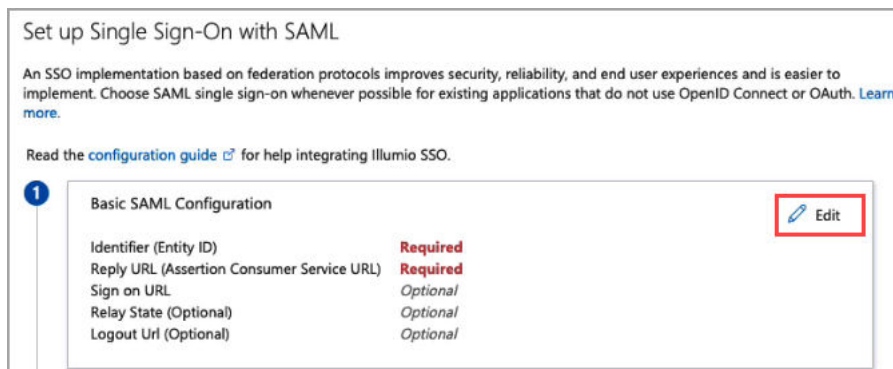 Set up Single Sign-On with SAML
An SSO implementation based on federation protocols improves security, reliability, and end user experiences and is easier to
implement. Choose SAML single sign-on whenever possible for existing applications that do not use OpenID Connect or OAuth. Learn
more.
Read the configuration guide for help integrating Illumio SSO.
1
Basic SAML Configuration
Edit
Identifier (Entity ID) Required
Reply URL (Assertion Consumer Service URL) Required
Sign on URL Optional
Relay State (Optional) Optional
Logout Url (Optional) Optional